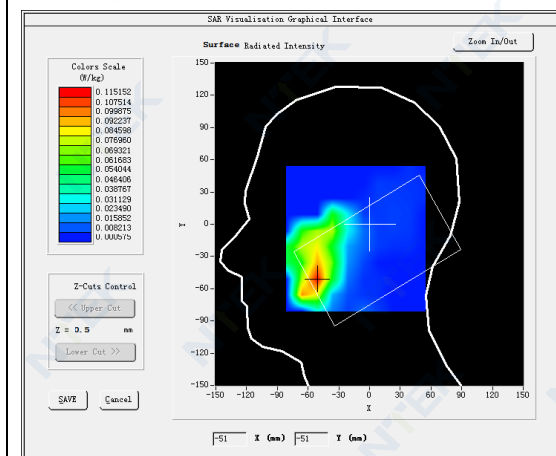 SAR Visualisation Graphical Interface
Surface Radiated Intensity
Zoom In/Out
Colors Scale
(W/kg)
0.115152
0.107514
0.099875
0.092237
0.084598
0.076960
0.069321
0.061683
0.054044
0.046406
0.038767
0.031129
0.023490
0.015852
0.008213
0.000575
150
120
90
60
30
0
-30
-60
-90
-120
-150
Y
-150 -120 -90 -60 -30 0 30 60 90 120 150
X
Z-Cuts Control
<< Upper Cut
Z = 0.5 mm
Lower Cut >>
SAVE Cancel
-51 X (mm) -51 Y (mm)
NTEK